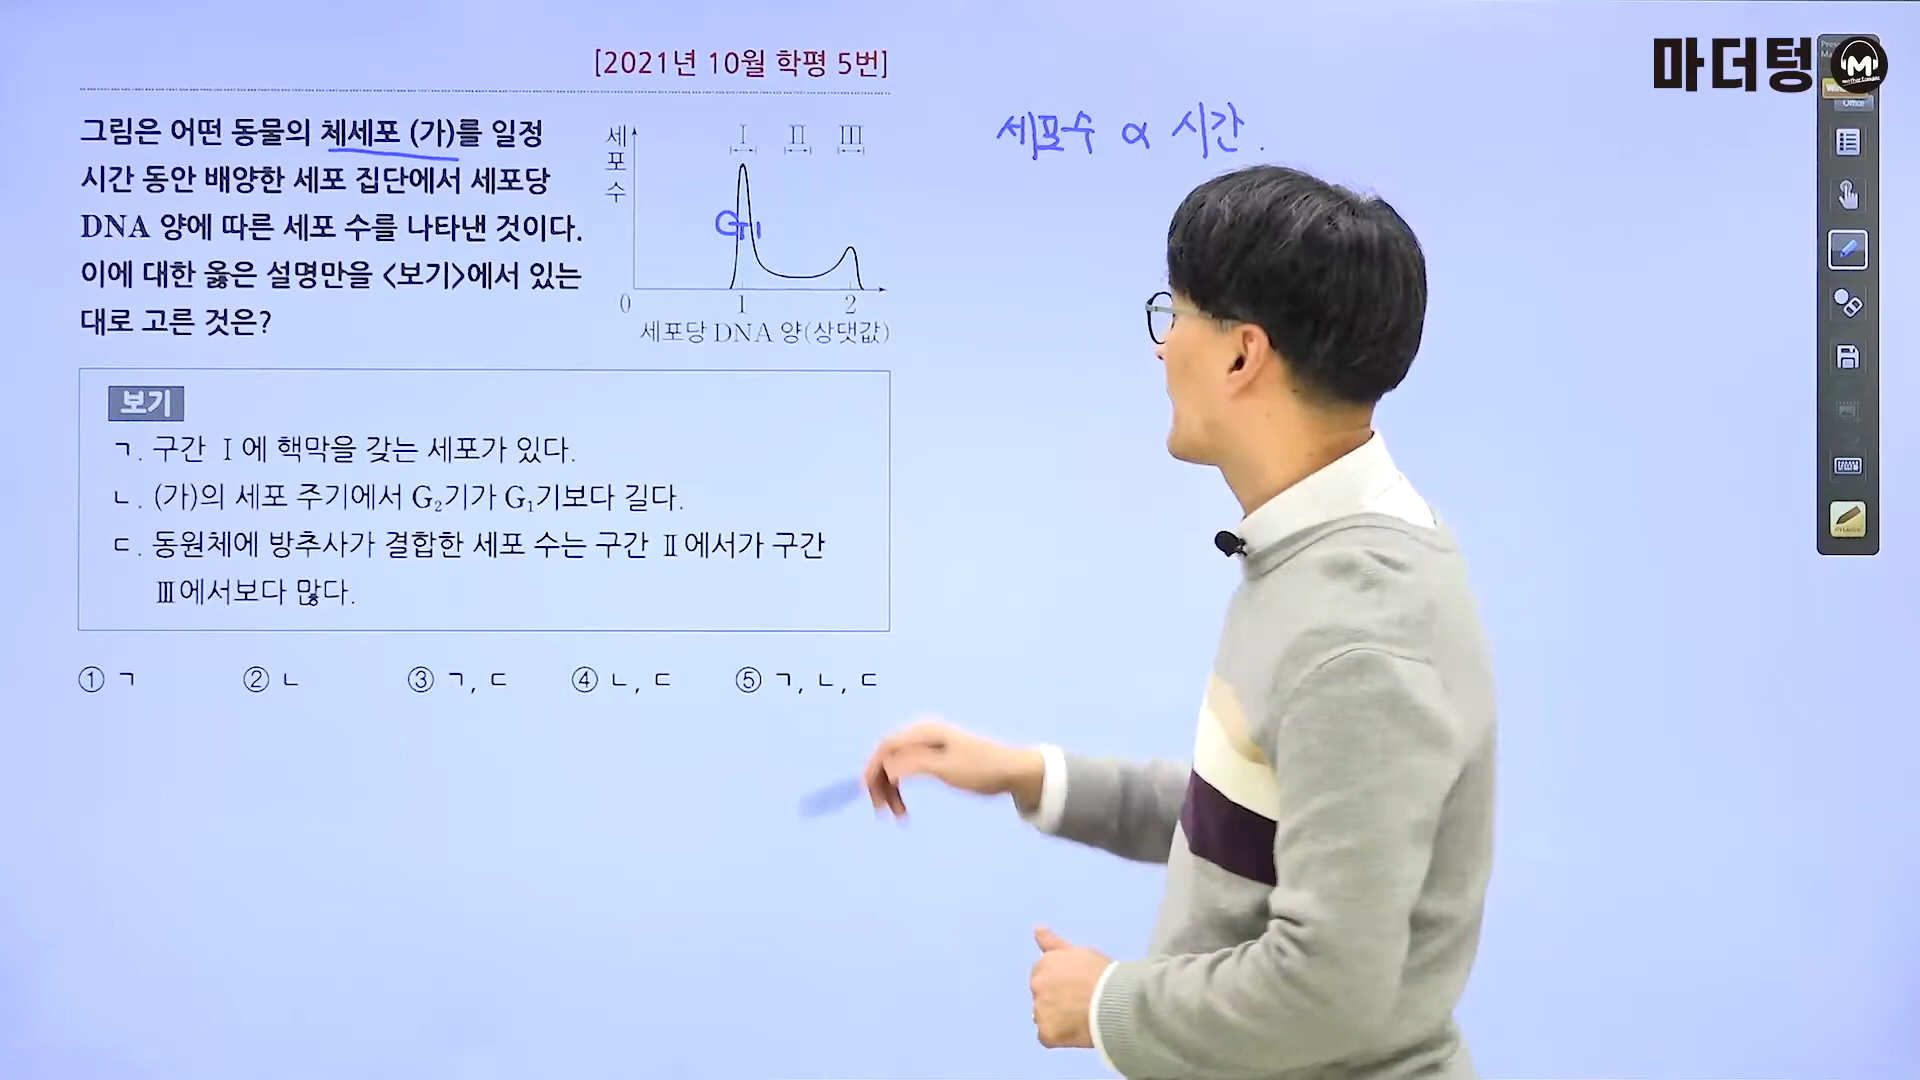 [2021년 10월 학평 5번]
그림은 어떤 동물의 체세포 (가)를 일정
시간 동안 배양한 세포 집단에서 세포당
DNA 양에 따른 세포 수를 나타낸 것이다.
이에 대한 옳은 설명만을 <보기>에서 있는
대로 고른 것은?
세포수
Ⅰ Ⅱ Ⅲ
G1
0 1 2
세포당 DNA 양(상댓값)
보기
ㄱ. 구간 Ⅰ에 핵막을 갖는 세포가 있다.
ㄴ. (가)의 세포 주기에서 G₂기가 G₁기보다 길다.
ㄷ. 동원체에 방추사가 결합한 세포 수는 구간 Ⅱ에서가 구간
Ⅲ에서보다 많다.
① ㄱ ② ㄴ ③ ㄱ, ㄷ ④ ㄴ, ㄷ ⑤ ㄱ, ㄴ, ㄷ
세포수 ∝ 시간.
마더텅
M
Office